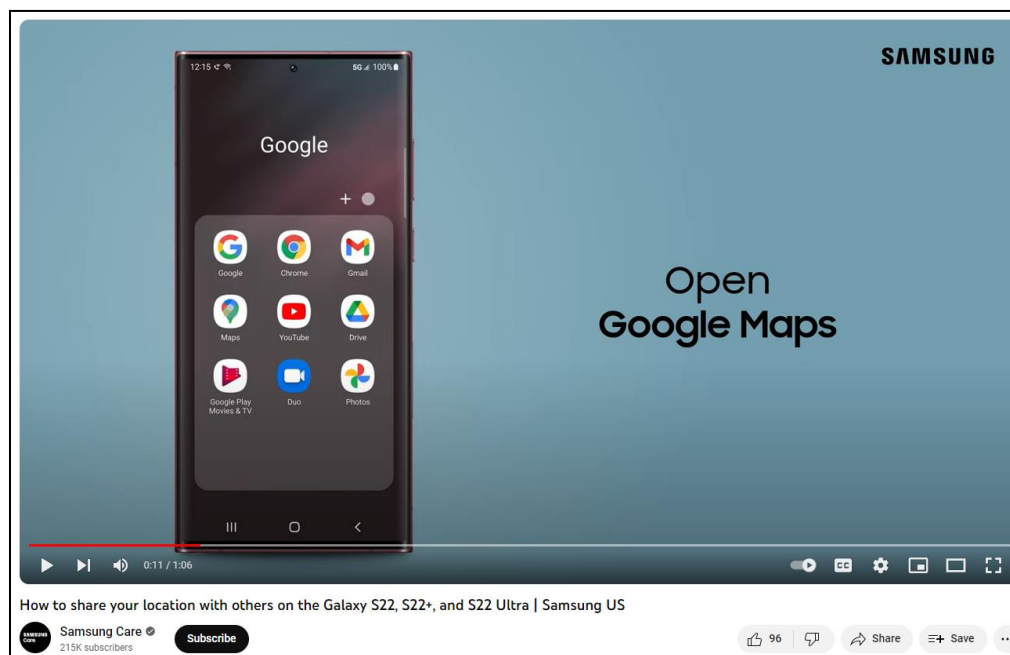 SAMSUNG
12:15
5G 100%
Google
Google Chrome Gmail
Maps YouTube Drive
Google Play
Movies & TV
Duo Photos
Open
Google Maps
0:11 / 1:06
CC
How to share your location with others on the Galaxy S22, S22+, and S22 Ultra | Samsung US
SAMSUNG
Care
Samsung Care
215K subscribers
Subscribe
96 Share Save